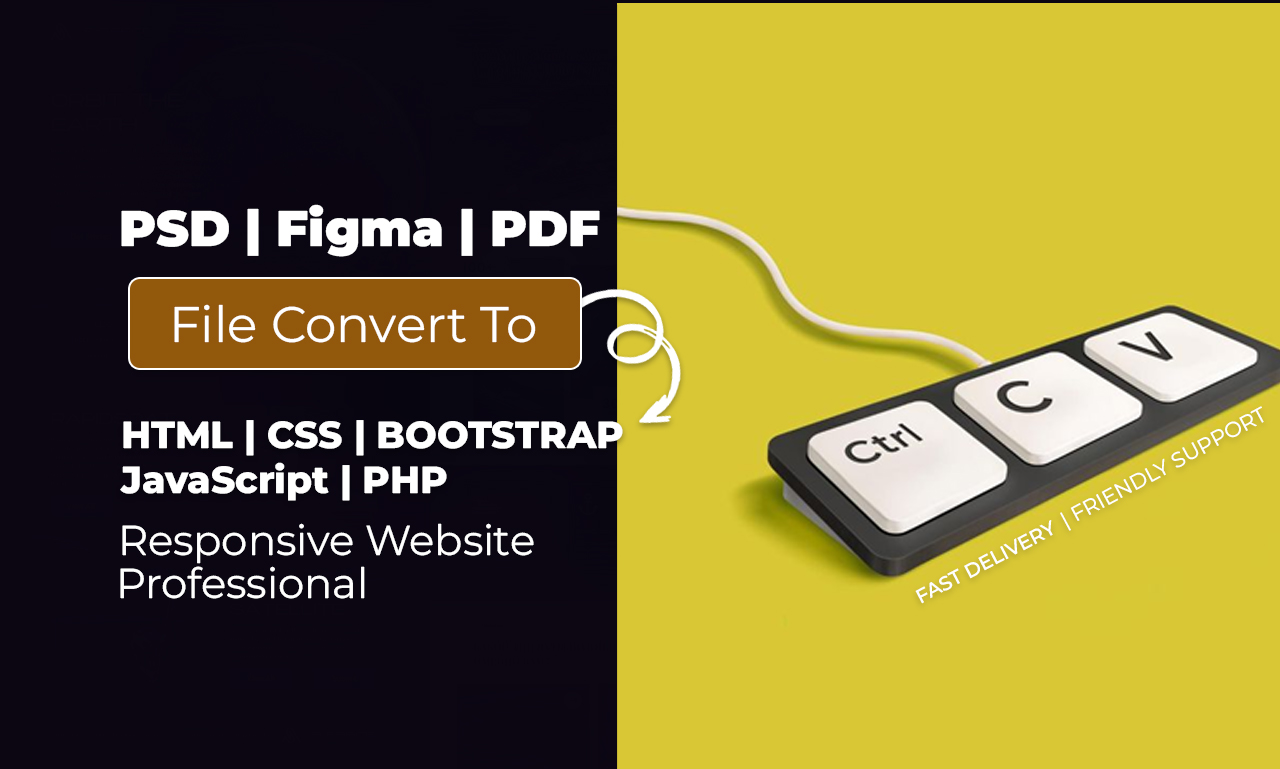 PSD | Figma | PDF
File Convert To
HTML | CSS | BOOTSTRAP
JavaScript | PHP
Responsive Website
Professional
Ctrl
C
V
FAST DELIVERY | FRIENDLY SUPPORT